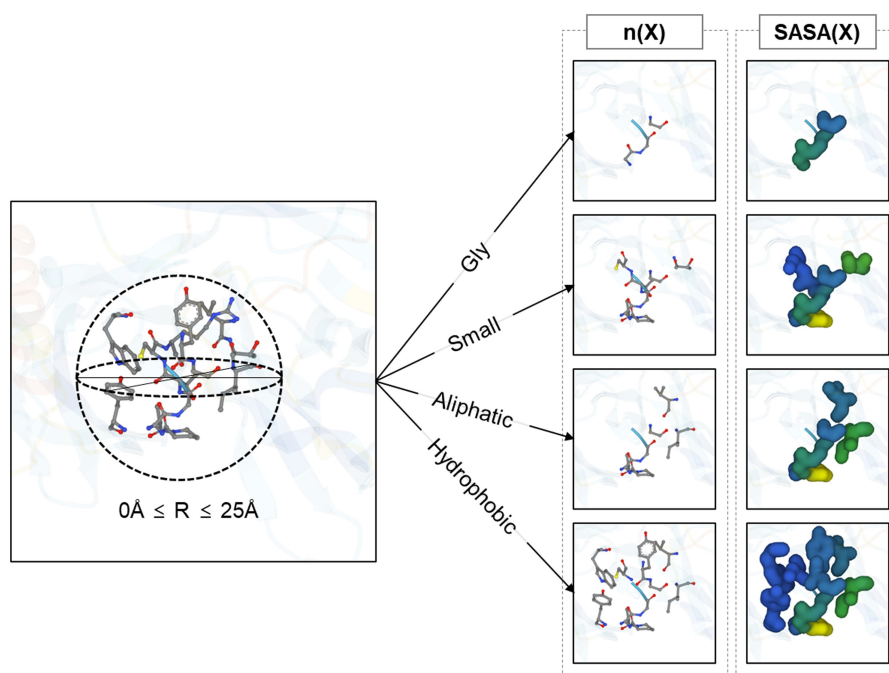 n(X)
SASA(X)
Gly
Small
Aliphatic
Hydrophobic
0Å ≤ R ≤ 25Å